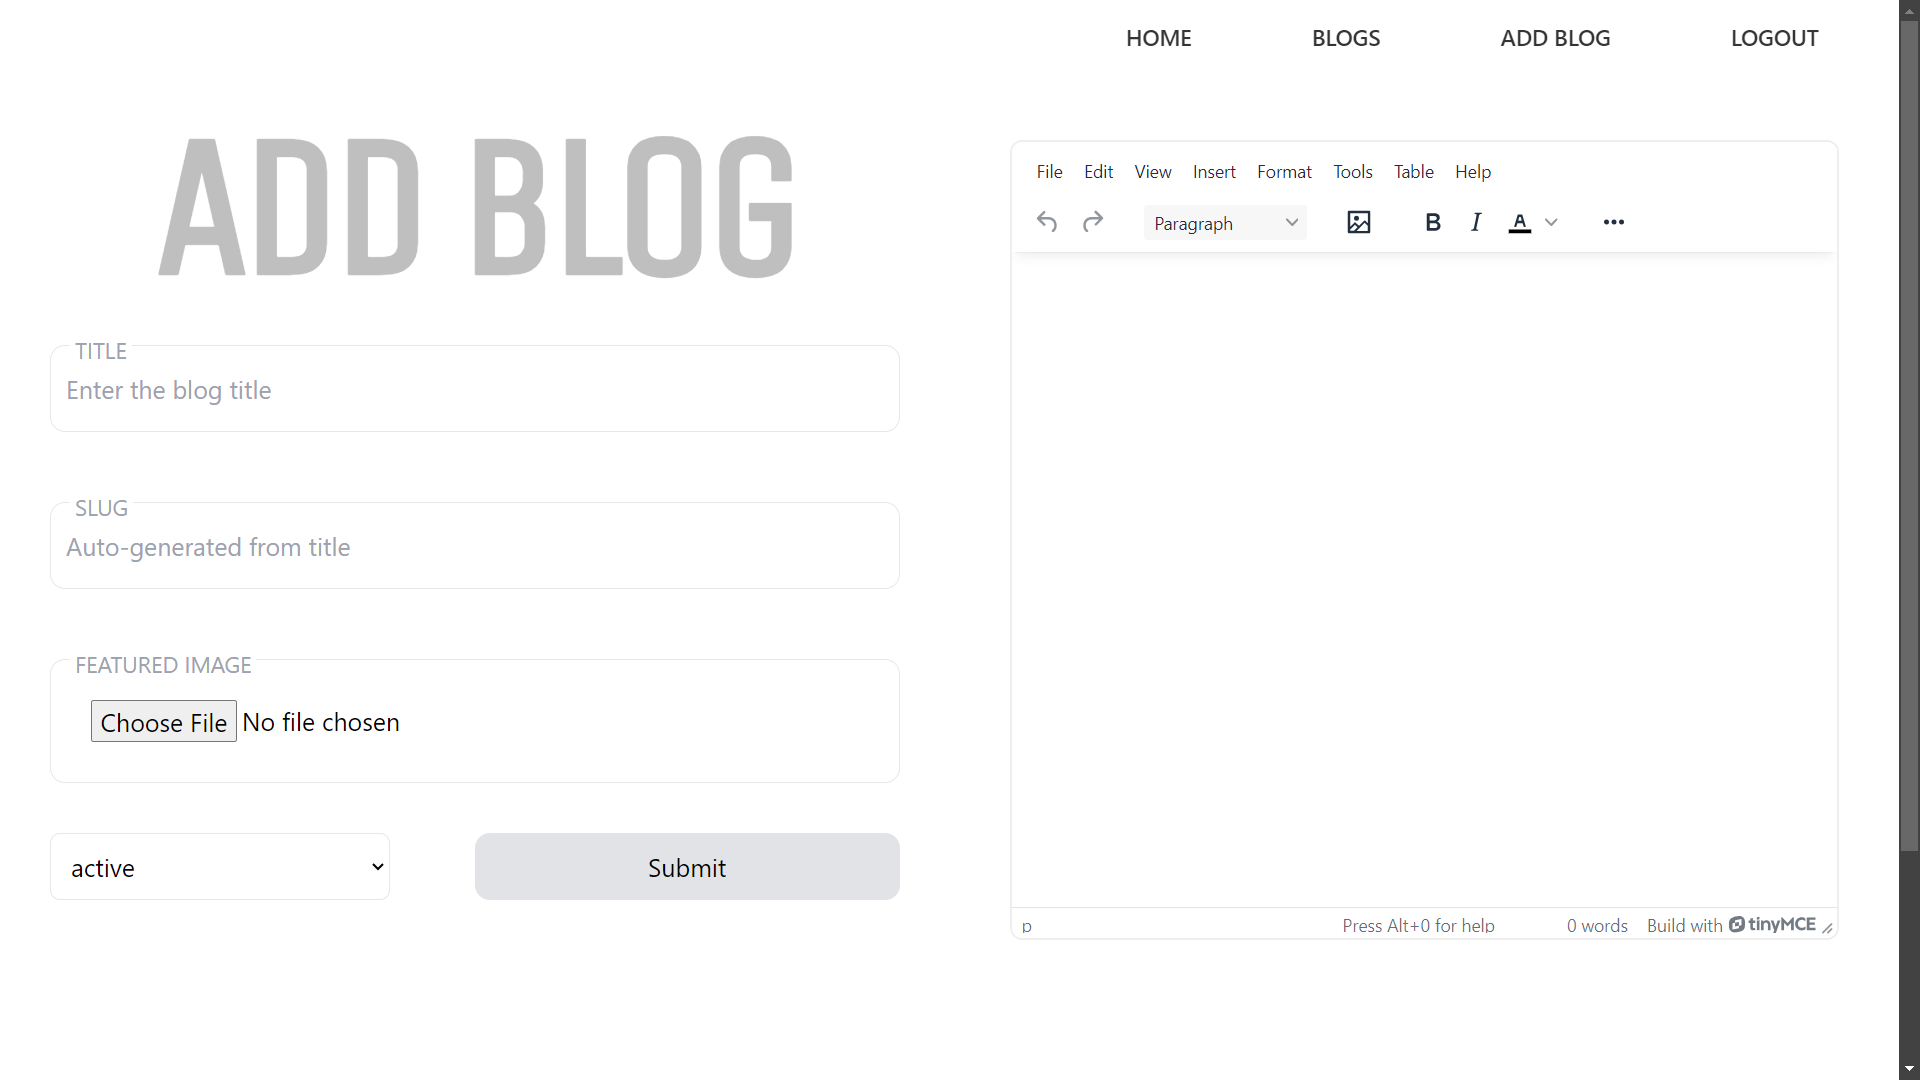 HOME BLOGS ADD BLOG LOGOUT
ADD BLOG
TITLE
Enter the blog title
SLUG
Auto-generated from title
FEATURED IMAGE
Choose File No file chosen
active
Submit
File Edit View Insert Format Tools Table Help
Paragraph B I A
p Press Alt+0 for help 0 words Build with tinyMCE